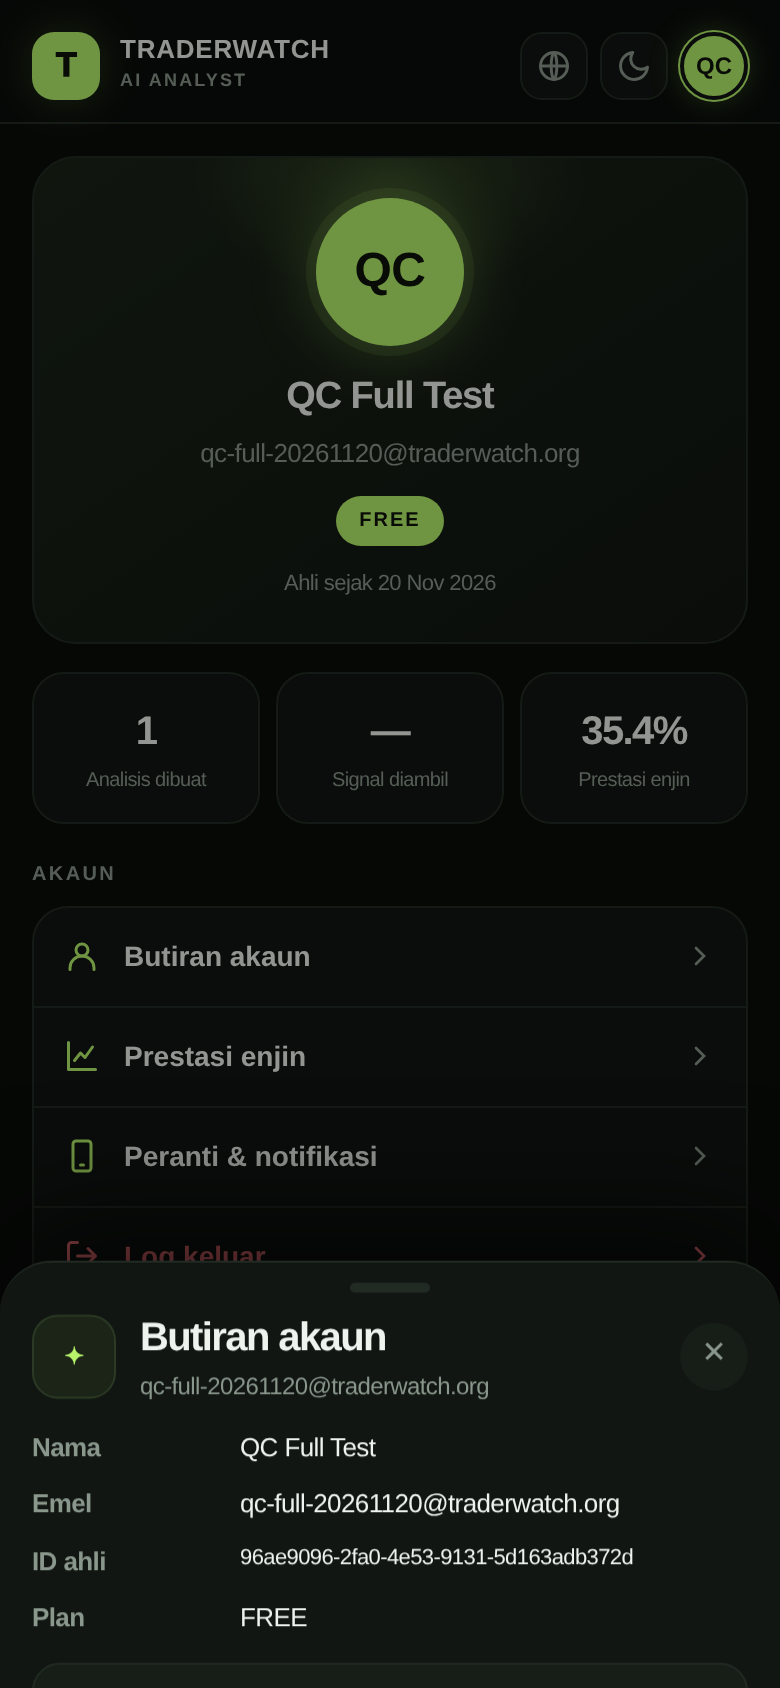 T
TRADERWATCH
AI ANALYST
QC
QC
QC Full Test
qc-full-20261120@traderwatch.org
FREE
Ahli sejak 20 Nov 2026
1
Analisis dibuat
—
Signal diambil
35.4%
Prestasi enjin
AKAUN
Butiran akaun
Prestasi enjin
Peranti & notifikasi
Log keluar
Butiran akaun
qc-full-20261120@traderwatch.org
Nama QC Full Test
Emel qc-full-20261120@traderwatch.org
ID ahli 96ae9096-2fa0-4e53-9131-5d163adb372d
Plan FREE